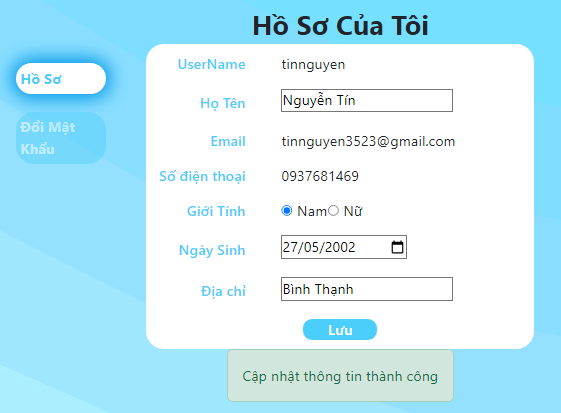 Hồ Sơ Của Tôi
Hồ Sơ
Đổi Mật
Khẩu
UserName tinnguyen
Họ Tên Nguyễn Tín
Email tinnguyen3523@gmail.com
Số điện thoại 0937681469
Giới Tính Nam Nữ
Ngày Sinh 27/05/2002
Địa chỉ Bình Thạnh
Lưu
Cập nhật thông tin thành công